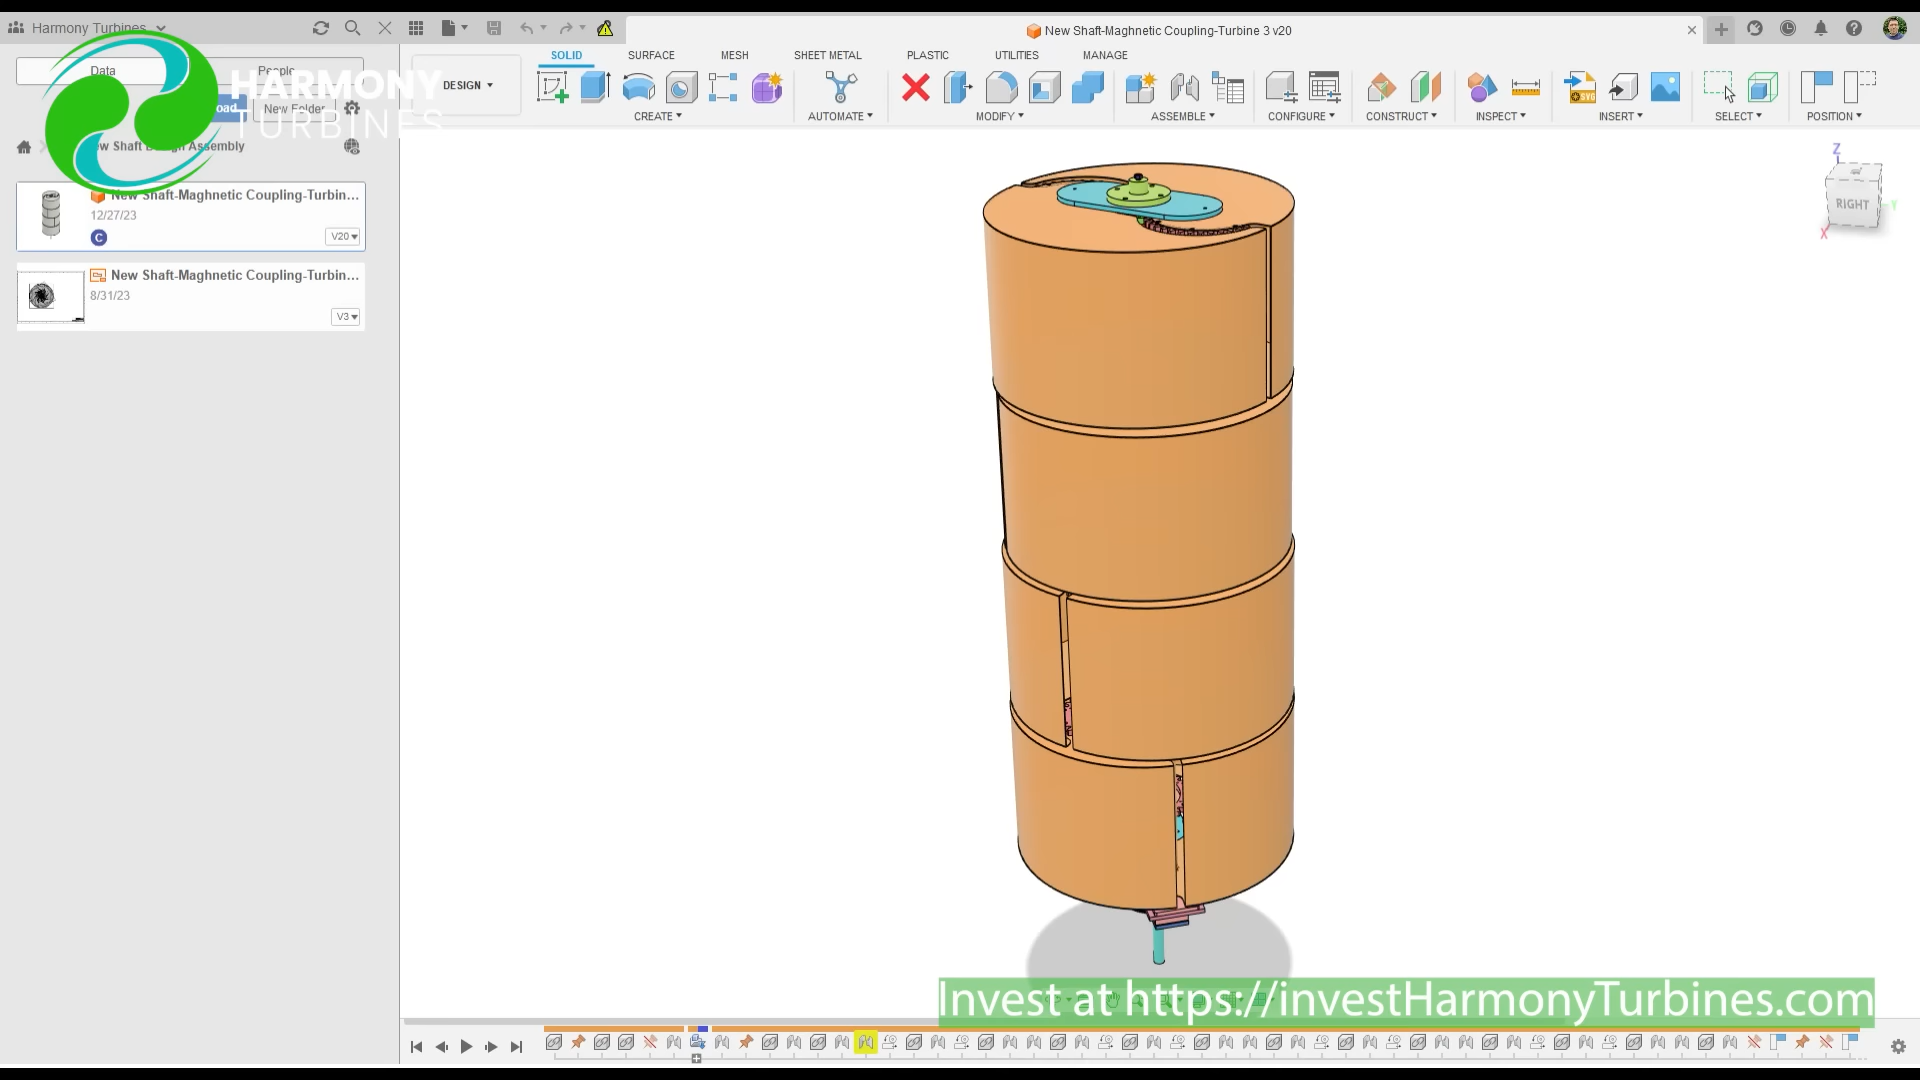 Harmony Turbines
New Shaft-Maghnetic Coupling-Turbine 3 v20
Data
People
HARMONY
TURBINES
New Folder
Shaft
Assembly
New Shaft-Maghnetic Coupling-Turbin...
12/27/23
C
V20
New Shaft-Maghnetic Coupling-Turbin...
8/31/23
V3
DESIGN
SOLID
SURFACE
MESH
SHEET METAL
PLASTIC
UTILITIES
MANAGE
CREATE
AUTOMATE
MODIFY
ASSEMBLE
CONFIGURE
CONSTRUCT
INSPECT
INSERT
SELECT
POSITION
SVG
Z
RIGHT
Y
X
Invest at https://investHarmonyTurbines.com